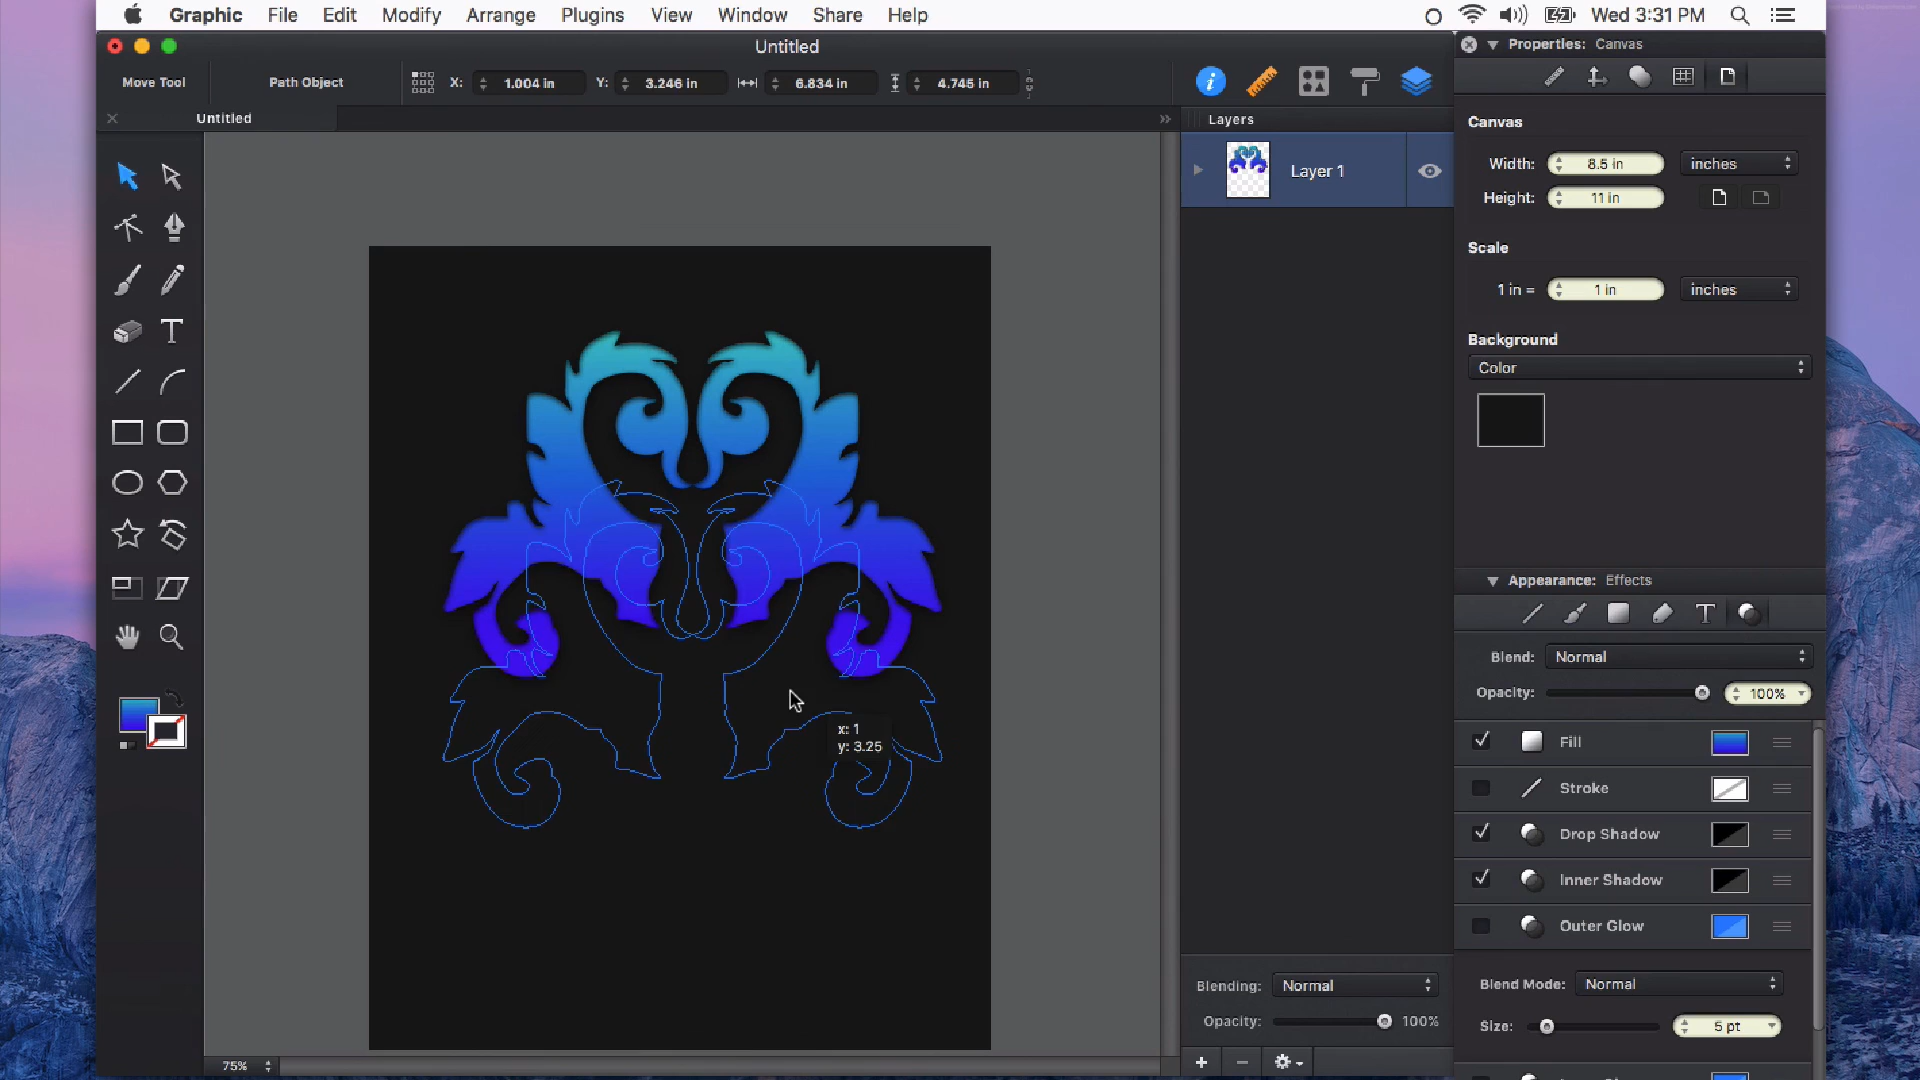 Graphic File Edit Modify Arrange Plugins View Window Share Help Wed 3:31 PM
Untitled
Properties: Canvas
Move Tool Path Object X: 1.004 in Y: 3.246 in 6.834 in 4.745 in
Untitled
Layers
Layer 1
Canvas
Width: 8.5 in inches
Height: 11 in
Scale
1 in = 1 in inches
Background
Color
Appearance: Effects
Blend: Normal
Opacity: 100%
Fill
Stroke
Drop Shadow
Inner Shadow
Outer Glow
Blend Mode: Normal
Size: 5 pt
x: 1
y: 3.25
Blending: Normal
Opacity: 100%
75%